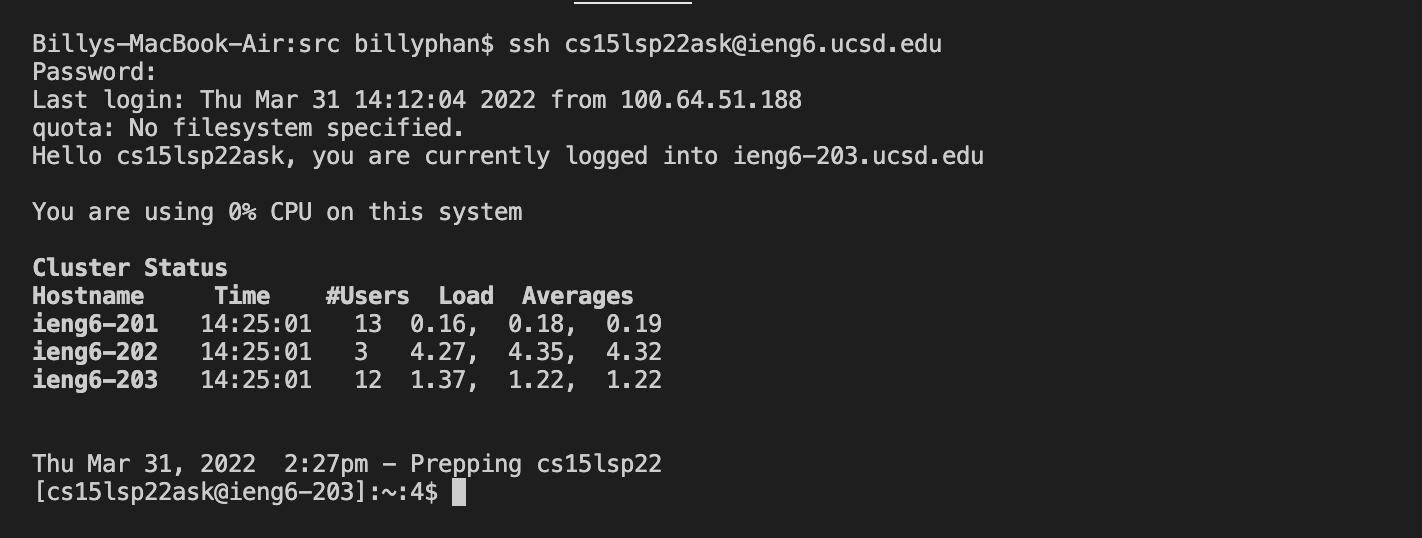 Billys-MacBook-Air:src billyphan$ ssh cs15lsp22ask@ieng6.ucsd.edu
Password:
Last login: Thu Mar 31 14:12:04 2022 from 100.64.51.188
quota: No filesystem specified.
Hello cs15lsp22ask, you are currently logged into ieng6-203.ucsd.edu
You are using 0% CPU on this system
Cluster Status
Hostname     Time    #Users  Load  Averages
ieng6-201   14:25:01   13  0.16,  0.18,  0.19
ieng6-202   14:25:01   3   4.27,  4.35,  4.32
ieng6-203   14:25:01   12  1.37,  1.22,  1.22
Thu Mar 31, 2022  2:27pm - Prepping cs15lsp22
[cs15lsp22ask@ieng6-203]:~:4$